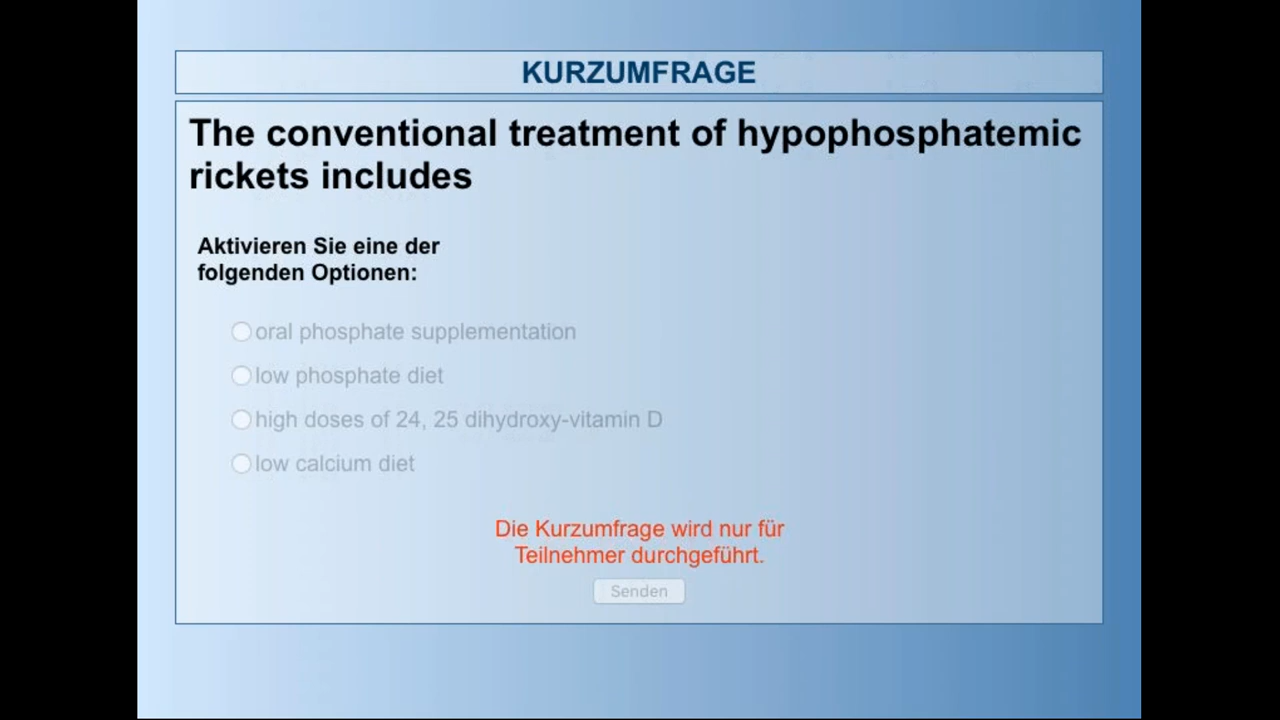 KURZUMFRAGE
The conventional treatment of hypophosphatemic
rickets includes
Aktivieren Sie eine der
folgenden Optionen:
oral phosphate supplementation
low phosphate diet
high doses of 24, 25 dihydroxy-vitamin D
low calcium diet
Die Kurzumfrage wird nur für
Teilnehmer durchgeführt.
Senden